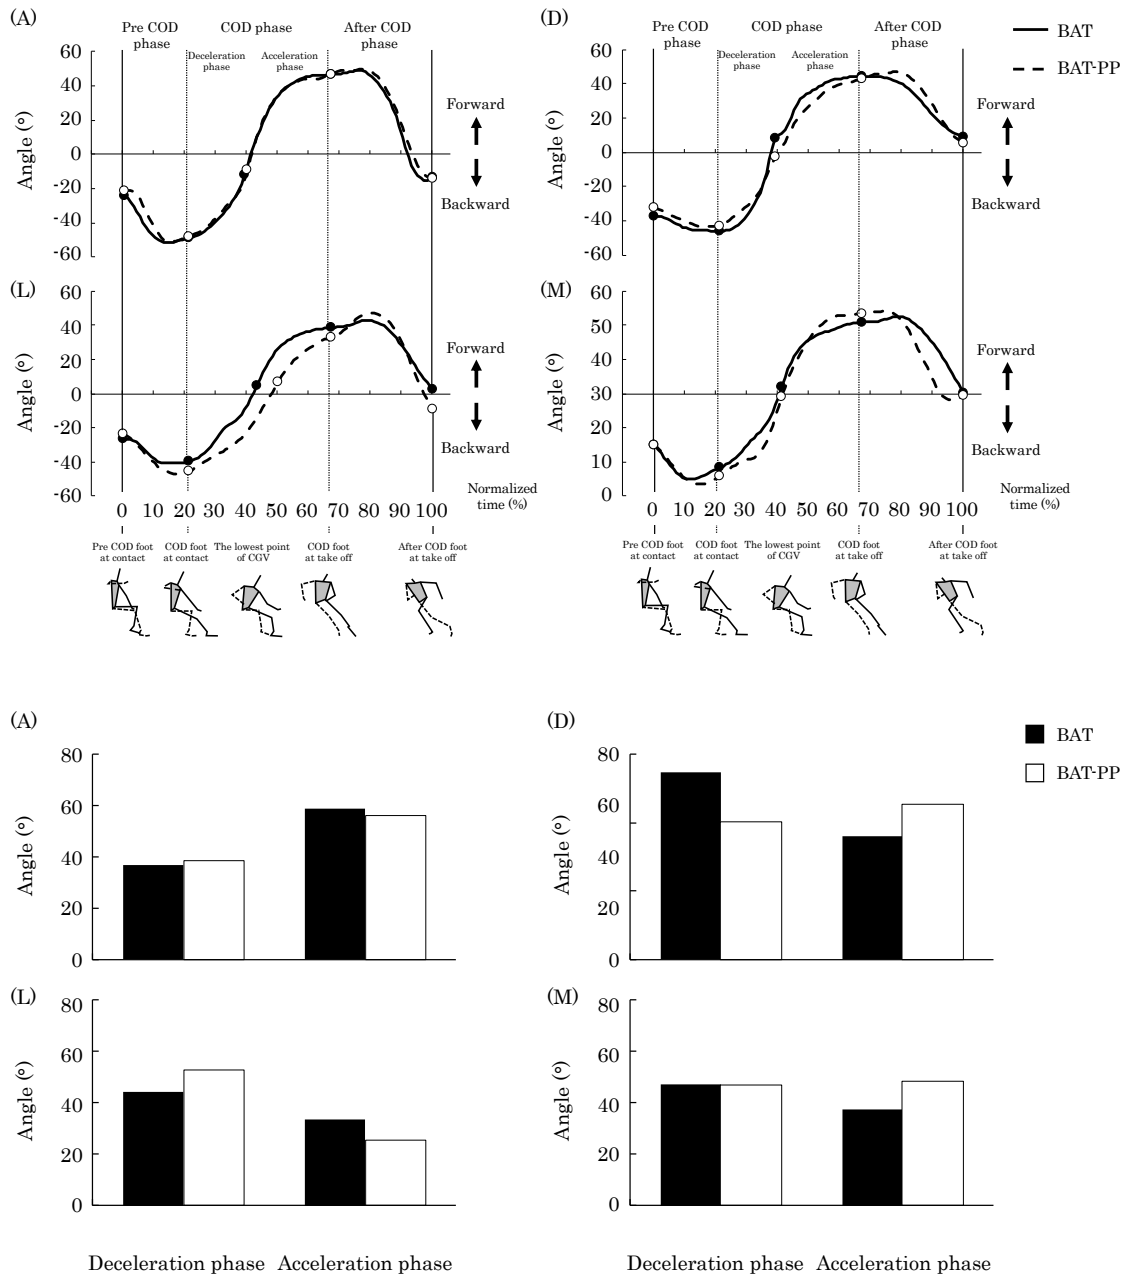 (A)
Pre COD
phase
COD phase
After COD
phase
Deceleration
phase
Acceleration
phase
60
40
20
0
-20
-40
-60
Angle (°)
Forward
Backward
(D)
Pre COD
phase
COD phase
After COD
phase
Deceleration
phase
Acceleration
phase
60
40
20
0
-20
-40
-60
Angle (°)
Forward
Backward
BAT
BAT-PP
(L)
60
40
20
0
-20
-40
-60
Angle (°)
Forward
Backward
Normalized
time (%)
0 10 20 30 40 50 60 70 80 90 100
Pre COD foot
at contact
COD foot
at contact
The lowest point
of CGV
COD foot
at take off
After COD foot
at take off
(M)
60
50
40
30
20
10
0
Angle (°)
Forward
Backward
Normalized
time (%)
0 10 20 30 40 50 60 70 80 90 100
Pre COD foot
at contact
COD foot
at contact
The lowest point
of CGV
COD foot
at take off
After COD foot
at take off
(A)
80
60
40
20
0
Angle (°)
(D)
80
60
40
20
0
Angle (°)
BAT
BAT-PP
(L)
80
60
40
20
0
Angle (°)
Deceleration phase Acceleration phase
(M)
80
60
40
20
0
Angle (°)
Deceleration phase Acceleration phase